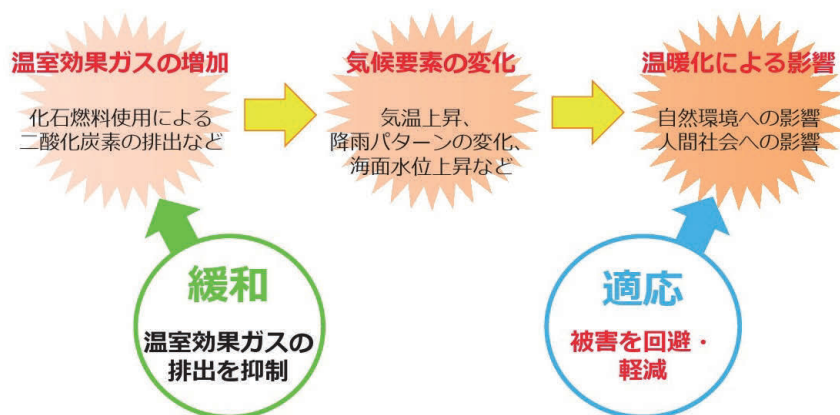 温室効果ガスの増加
化石燃料使用による
二酸化炭素の排出など
気候要素の変化
気温上昇、
降雨パターンの変化、
海面水位上昇など
温暖化による影響
自然環境への影響
人間社会への影響
緩和
温室効果ガスの
排出を抑制
適応
被害を回避・
軽減